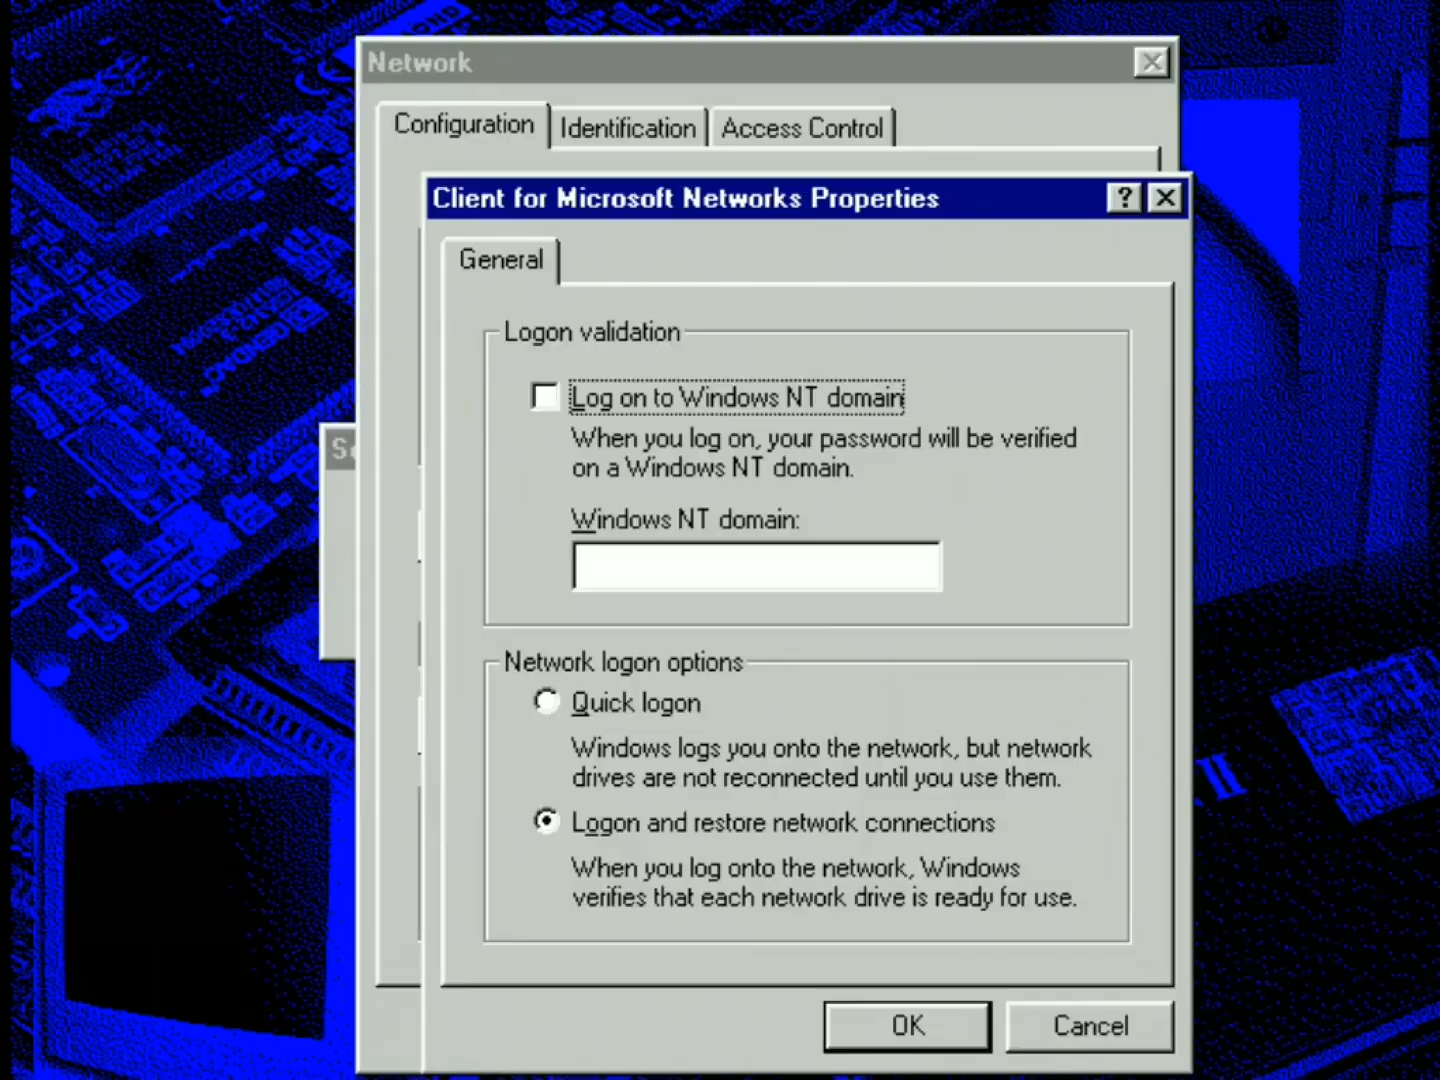 Network
Configuration
Identification
Access Control
Client for Microsoft Networks Properties
General
Logon validation
Log on to Windows NT domain
When you log on, your password will be verified
on a Windows NT domain.
Windows NT domain:
Network logon options
Quick logon
Windows logs you onto the network, but network
drives are not reconnected until you use them.
Logon and restore network connections
When you log onto the network, Windows
verifies that each network drive is ready for use.
OK
Cancel